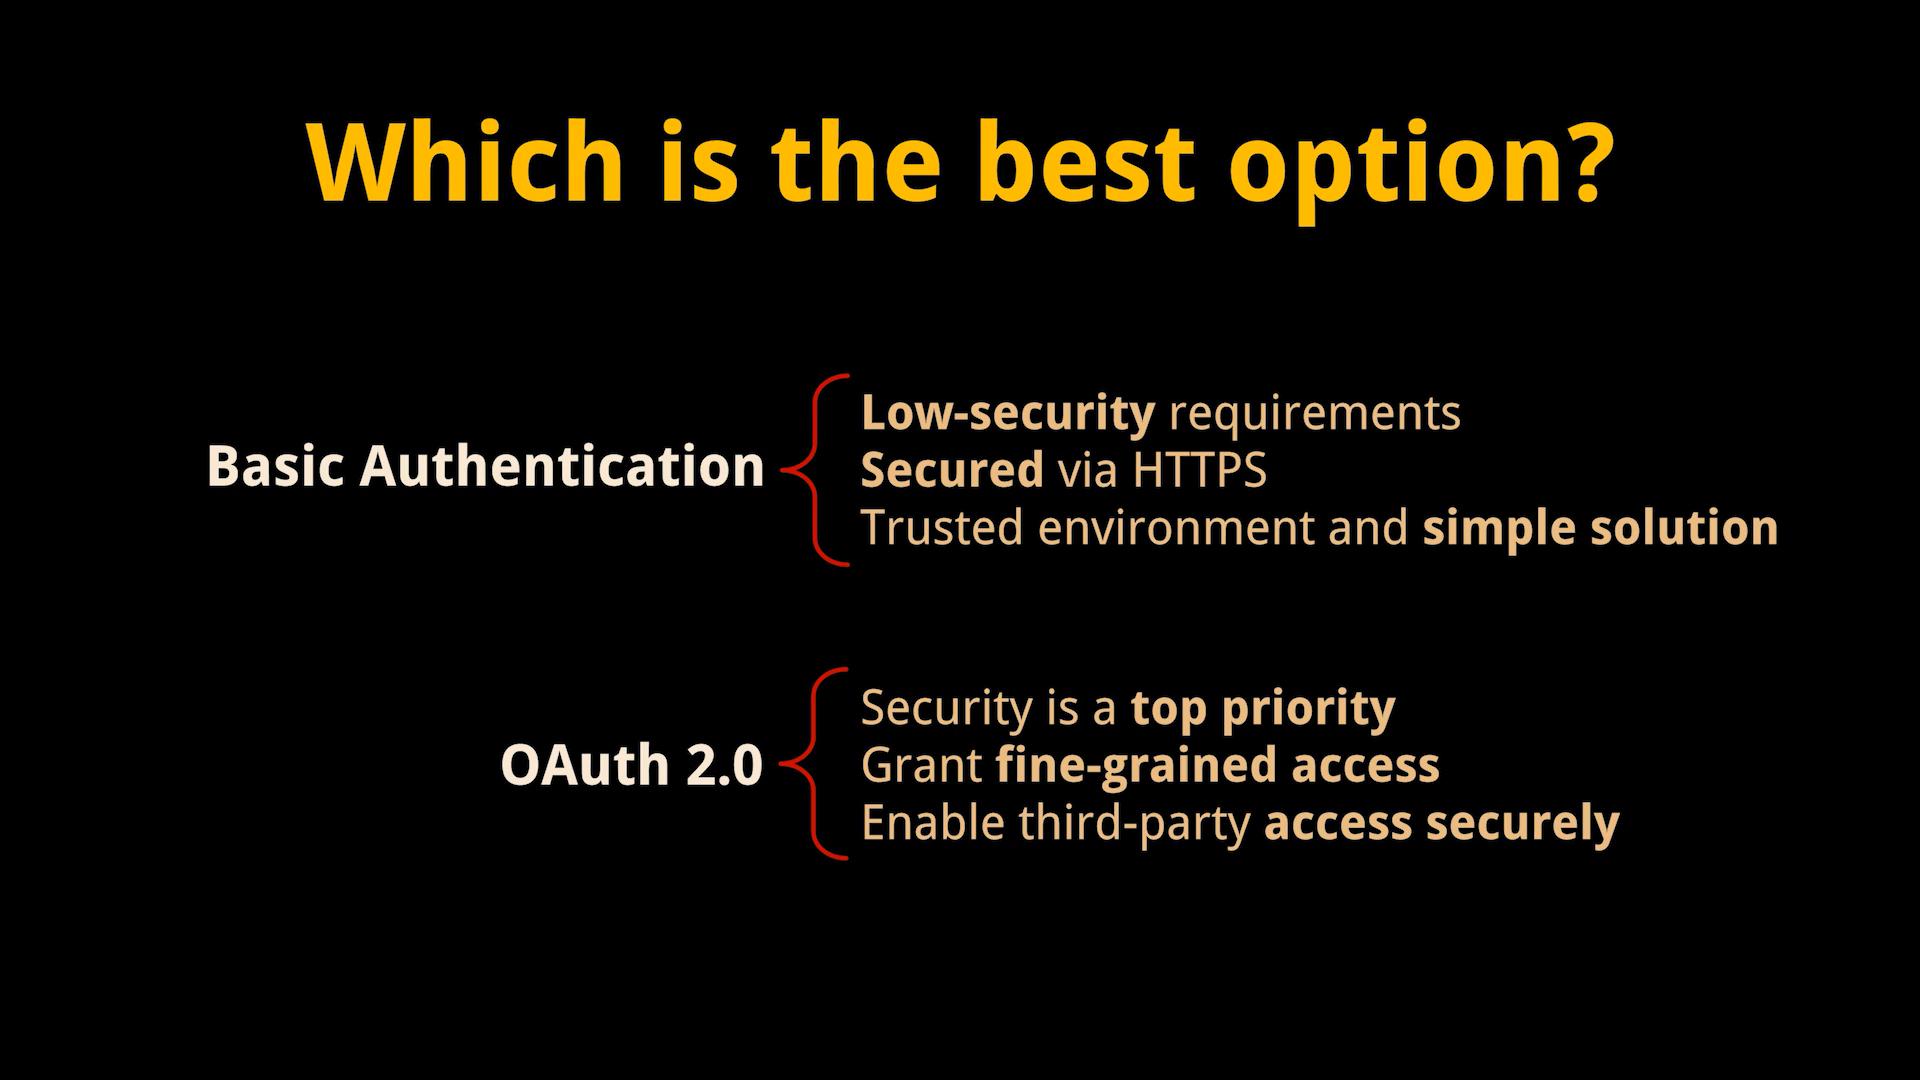 Which is the best option?
Basic Authentication
Low-security requirements
Secured via HTTPS
Trusted environment and simple solution
OAuth 2.0
Security is a top priority
Grant fine-grained access
Enable third-party access securely